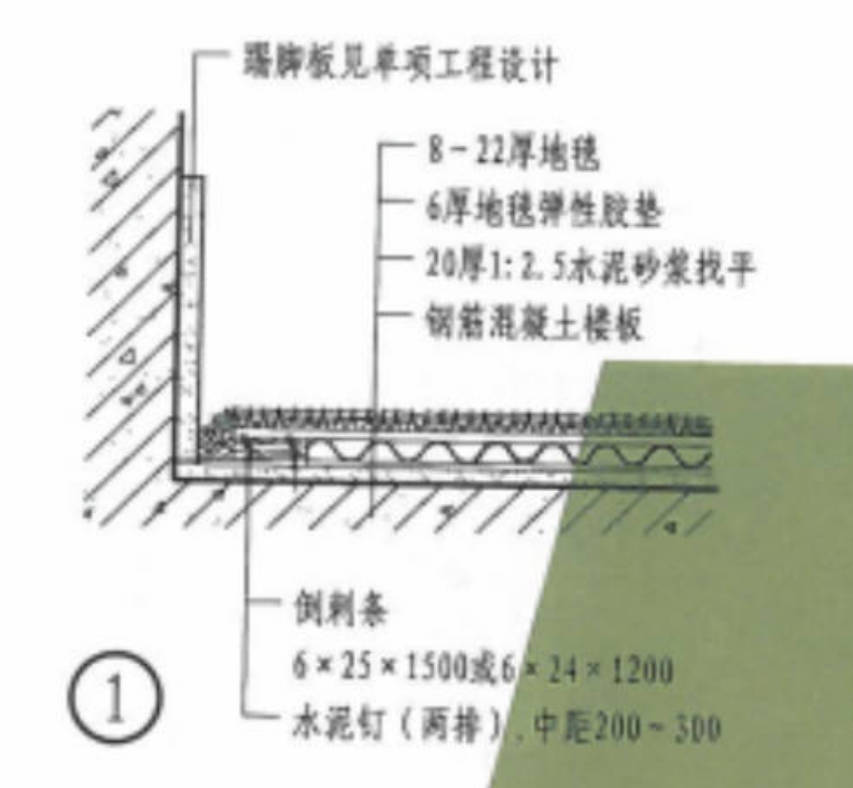 踢脚板见单项工程设计
8-22厚地毯
6厚地毯弹性胶垫
20厚1:2.5水泥砂浆找平
钢筋混凝土楼板
倒刺条
6×25×1500或6×24×1200
水泥钉(两排),中距200~300
1